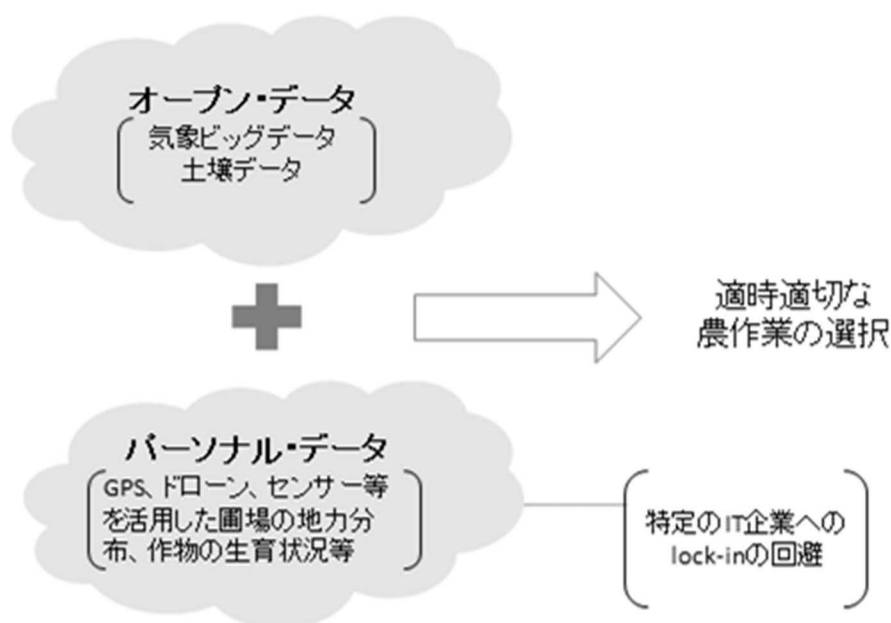 オープン・データ
気象ビッグデータ
土壌データ
適時適切な
農作業の選択
パーソナル・データ
GPS、ドローン、センサー等
を活用した圃場の地力分
布、作物の生育状況等
特定のIT企業への
lock-inの回避